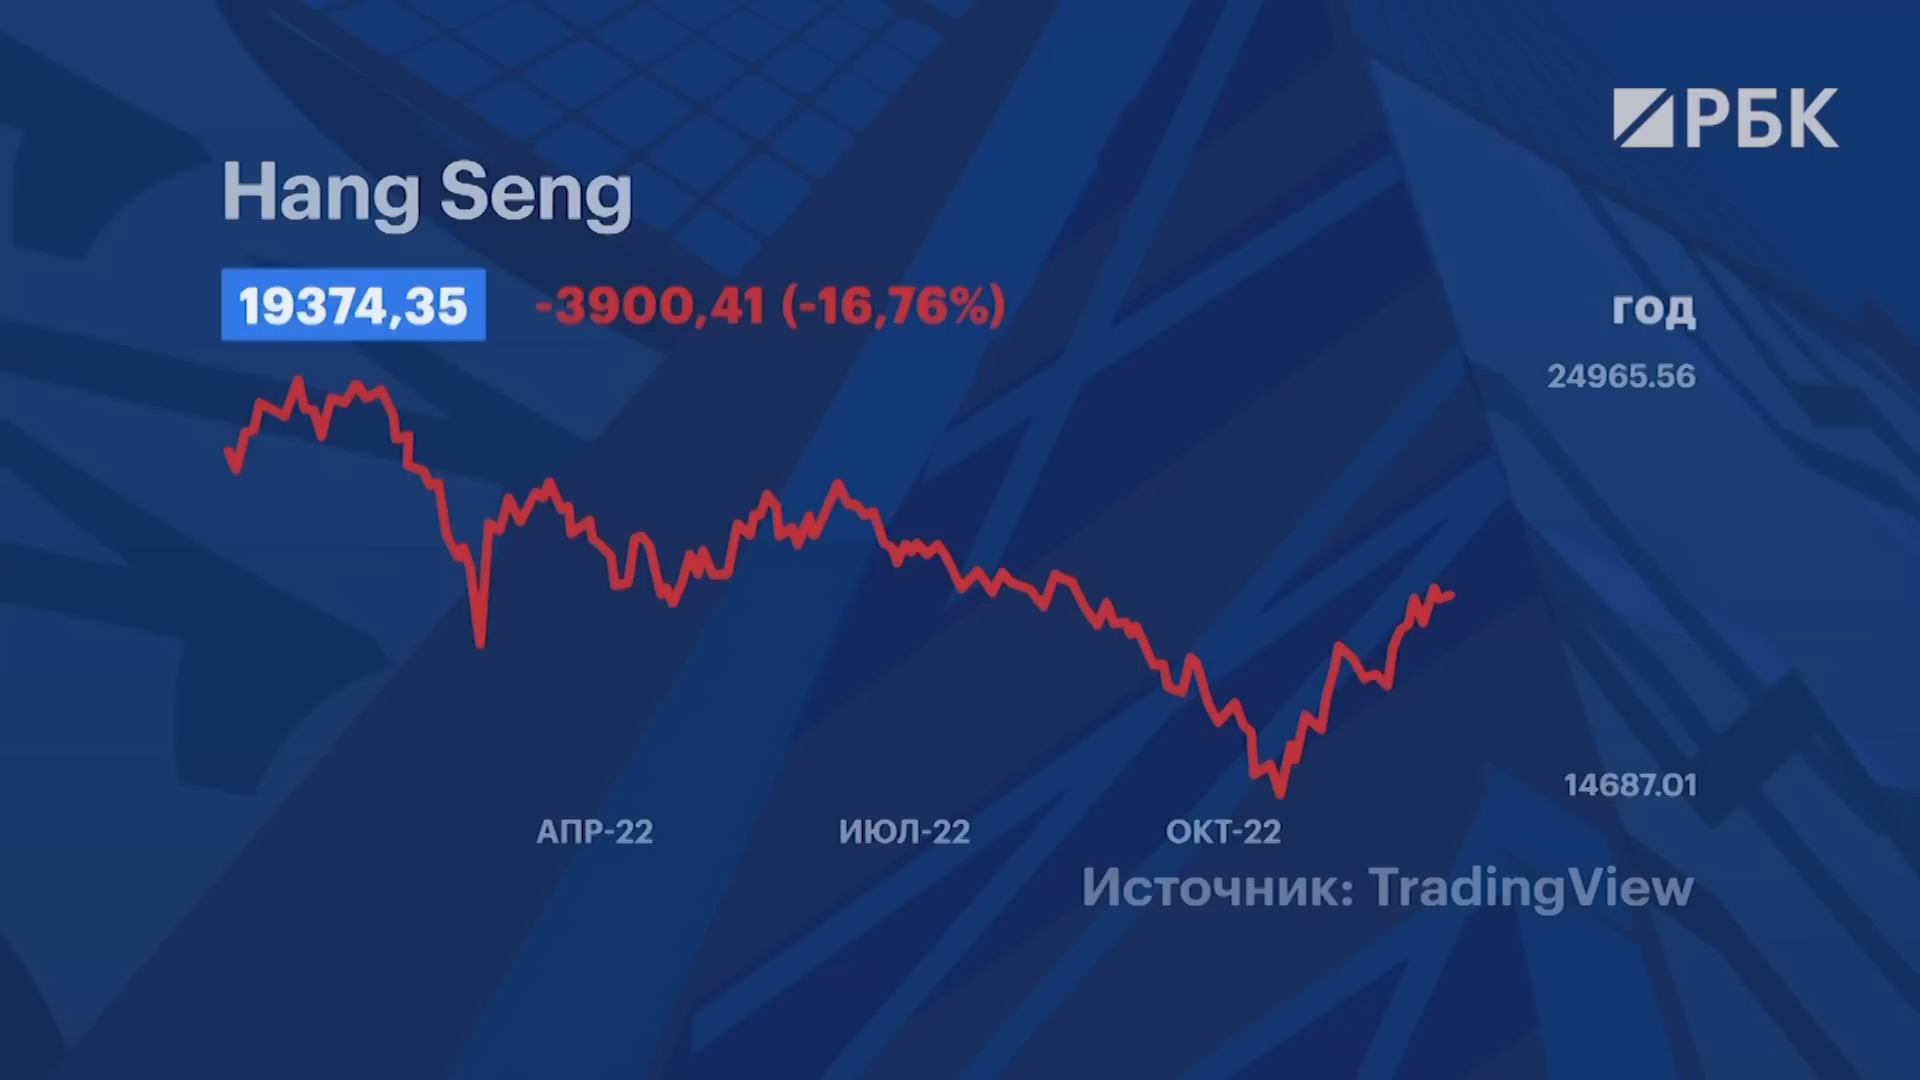 РБК
Hang Seng
19374,35 -3900,41 (-16,76%)
год
24965.56
14687.01
АПР-22 ИЮЛ-22 ОКТ-22
Источник: TradingView